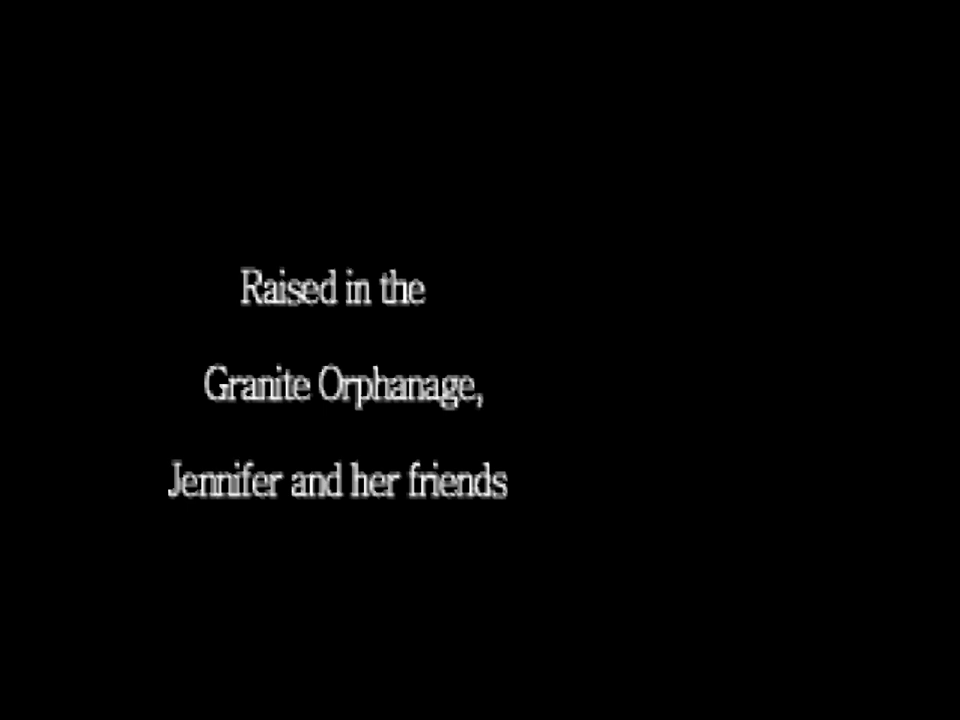 Raised in the
Granite Orphanage,
Jennifer and her friends